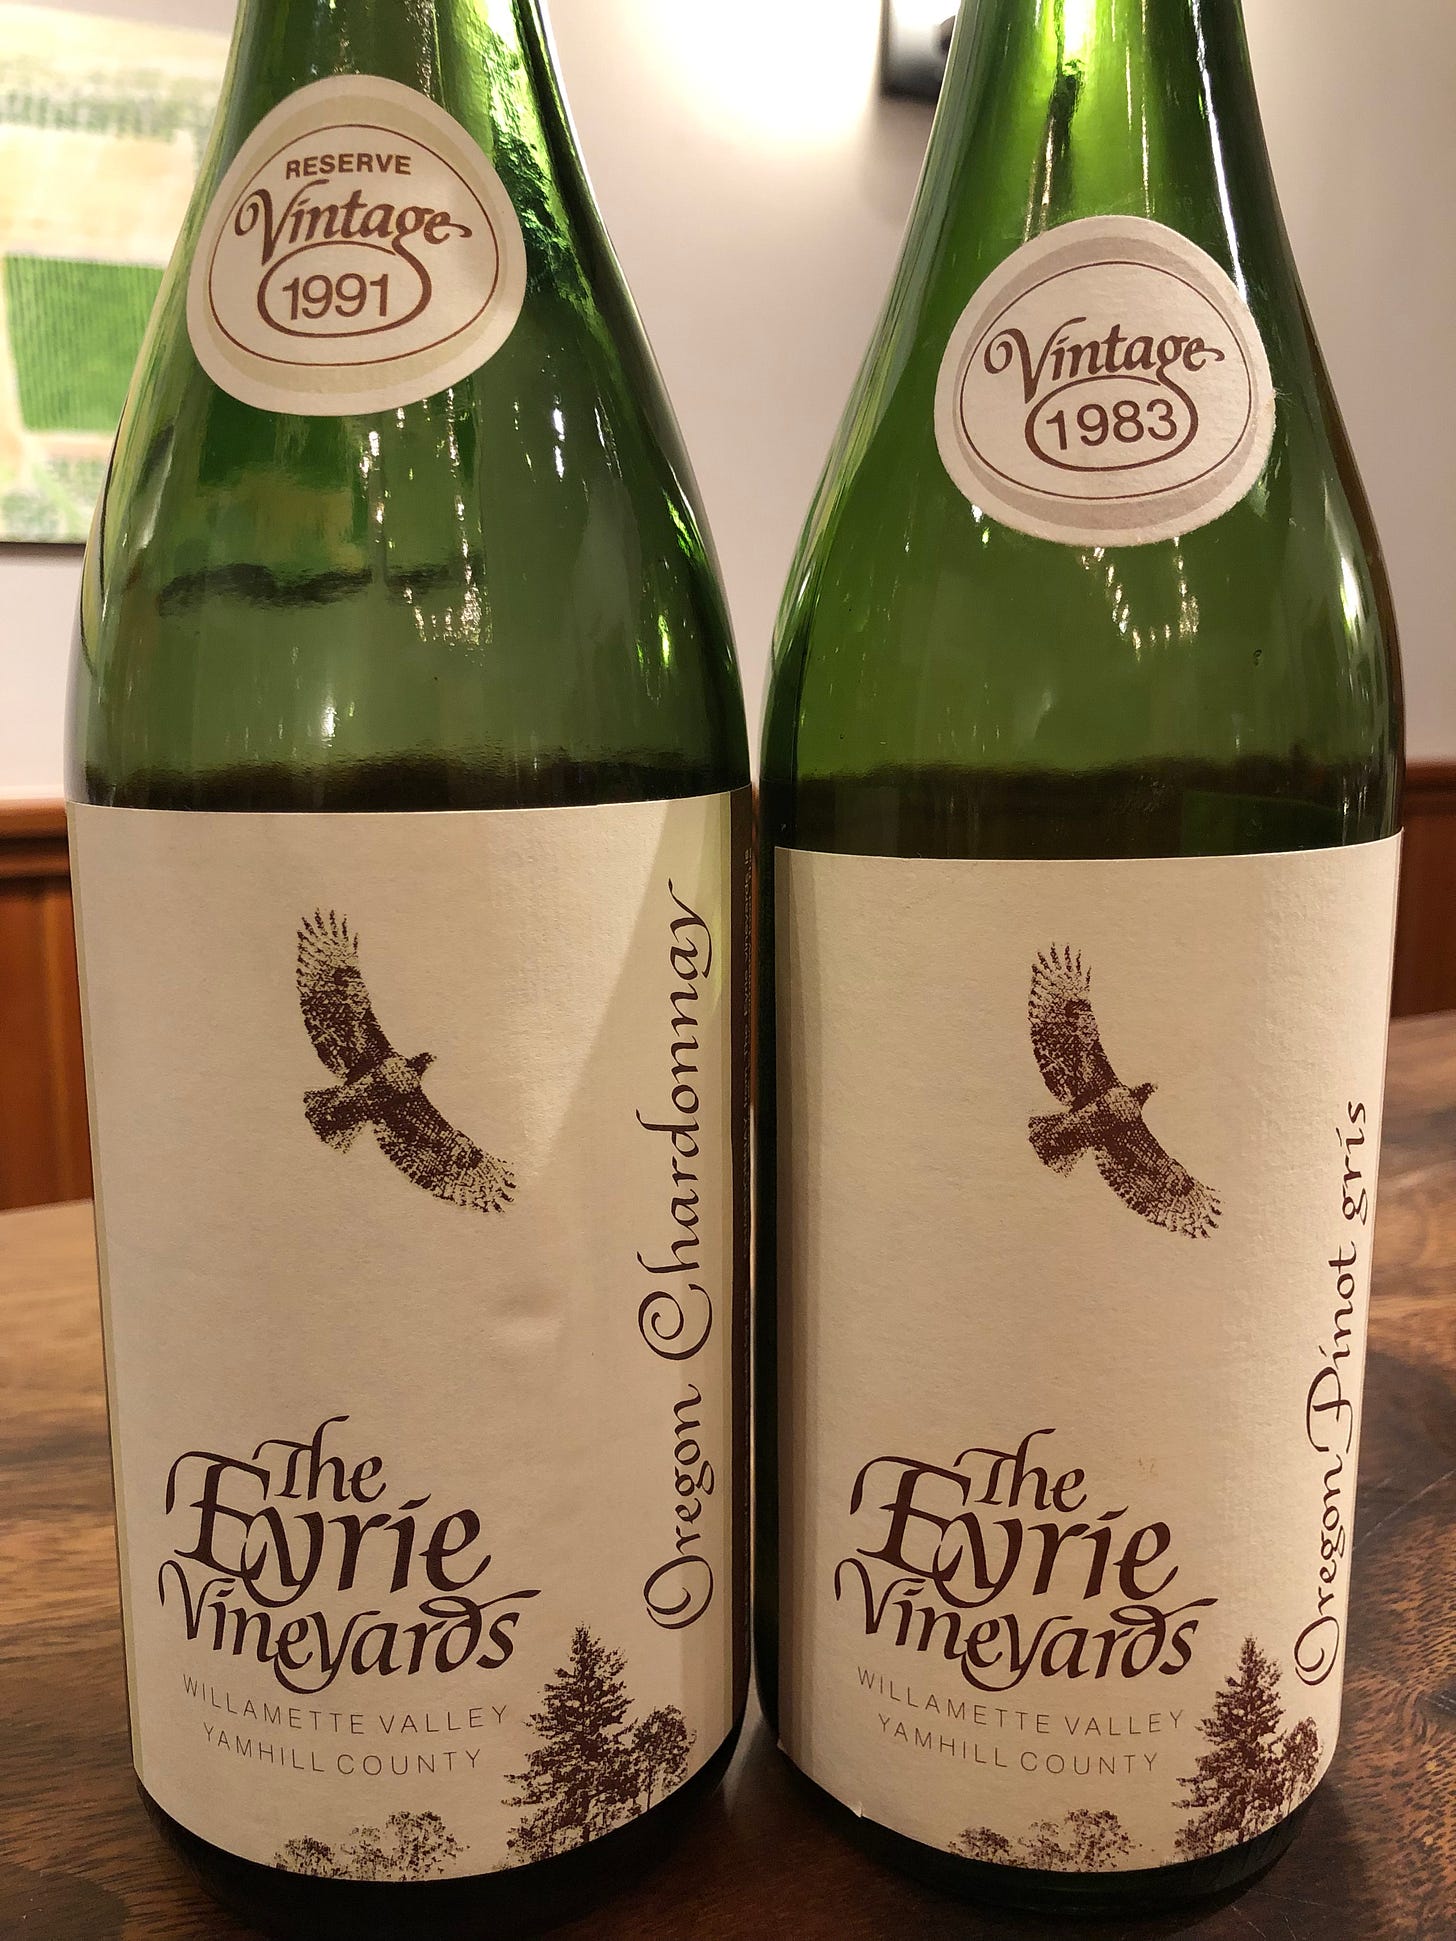 RESERVE
Vintage
1991
Oregon Chardonnay
The
Eyrie
Vineyards
WILLAMETTE VALLEY
YAMHILL COUNTY
Vintage
1983
Oregon Pinot gris
The
Eyrie
Vineyards
WILLAMETTE VALLEY
YAMHILL COUNTY